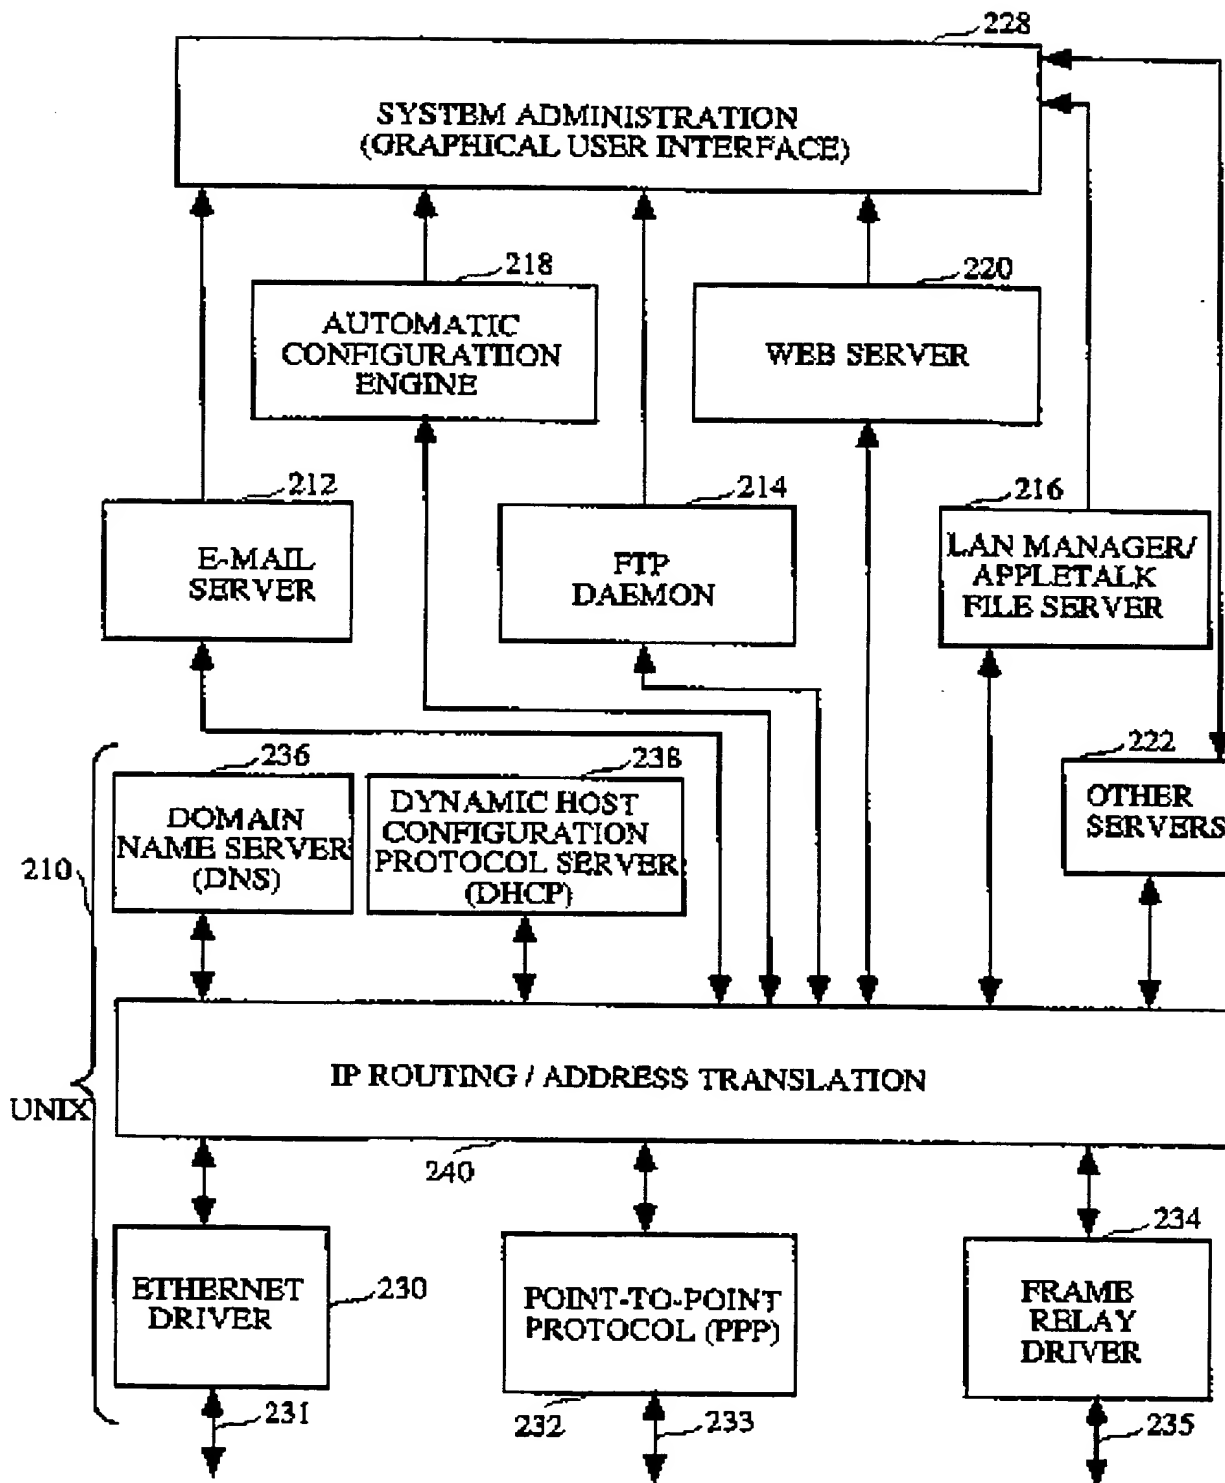 228
SYSTEM ADMINISTRATION
(GRAPHICAL USER INTERFACE)
218
AUTOMATIC
CONFIGURATIION
ENGINE
220
WEB SERVER
212
E-MAIL
SERVER
214
FTP
DAEMON
216
LAN MANAGER/
APPLETALK
FILE SERVER
236
DOMAIN
NAME SERVER
(DNS)
238
DYNAMIC HOST
CONFIGURATION
PROTOCOL SERVER
(DHCP)
222
OTHER
SERVERS
210
UNIX
IP ROUTING / ADDRESS TRANSLATION
240
ETHERNET
DRIVER
230
POINT-TO-POINT
PROTOCOL (PPP)
234
FRAME
RELAY
DRIVER
231
232
233
235